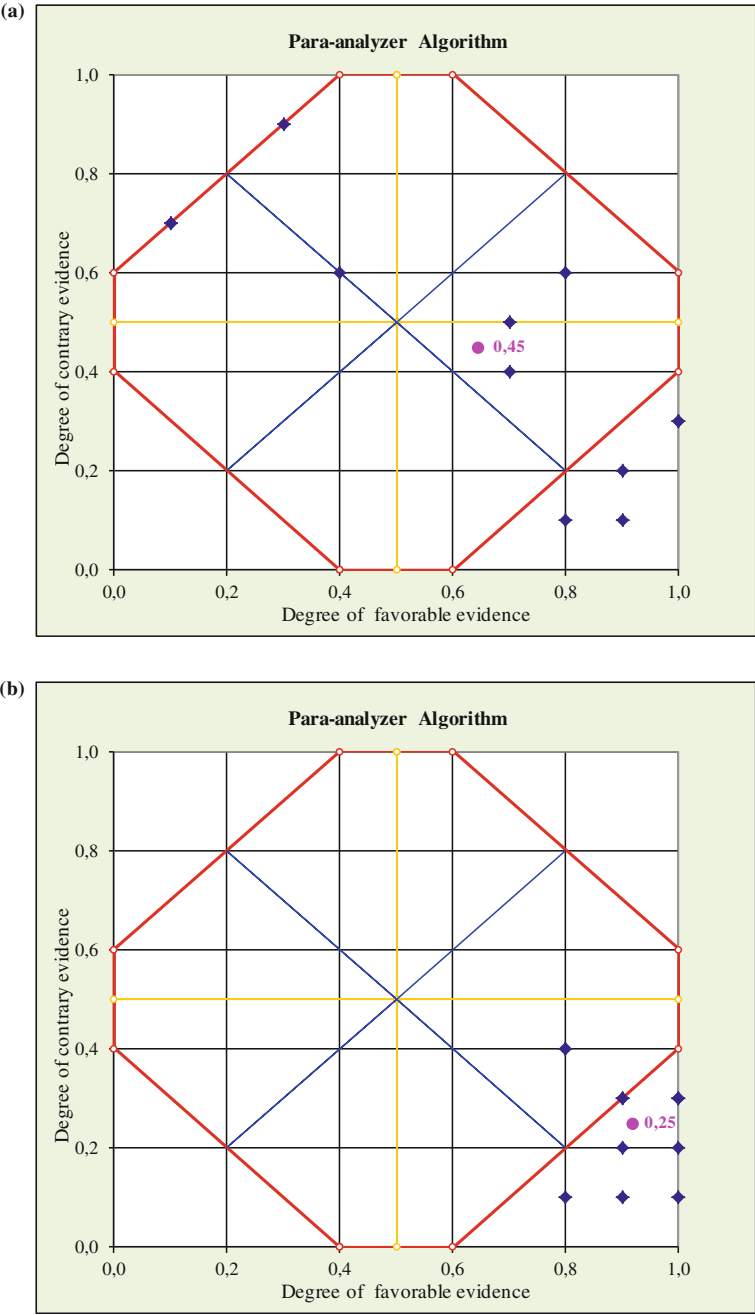 (a)
Para-analyzer Algorithm
Degree of contrary evidence
1,0
0,8
0,6
0,4
0,2
0,0
0,45
0,0 0,2 0,4 0,6 0,8 1,0
Degree of favorable evidence
(b)
Para-analyzer Algorithm
Degree of contrary evidence
1,0
0,8
0,6
0,4
0,2
0,0
0,25
0,0 0,2 0,4 0,6 0,8 1,0
Degree of favorable evidence